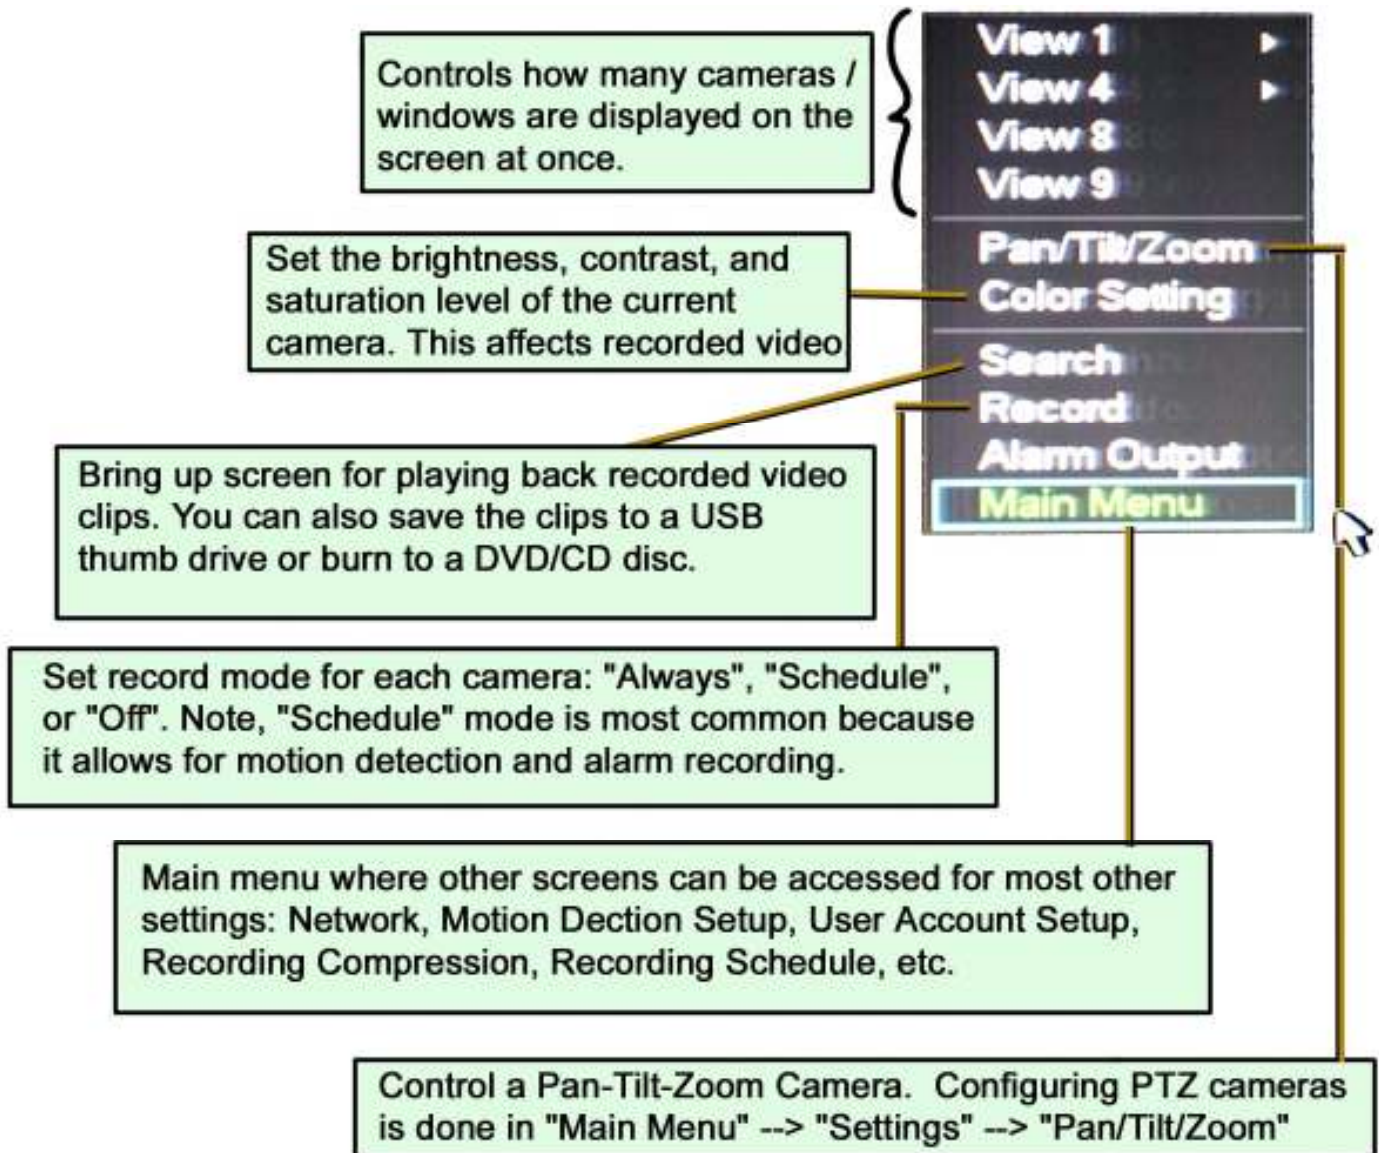 View 1
View 4
View 8
View 9
Pan/Tilt/Zoom
Color Setting
Search
Record
Alarm Output
Main Menu
Controls how many cameras /
windows are displayed on the
screen at once.
Set the brightness, contrast, and
saturation level of the current
camera. This affects recorded video
Bring up screen for playing back recorded video
clips. You can also save the clips to a USB
thumb drive or burn to a DVD/CD disc.
Set record mode for each camera: "Always", "Schedule",
or "Off". Note, "Schedule" mode is most common because
it allows for motion detection and alarm recording.
Main menu where other screens can be accessed for most other
settings: Network, Motion Dection Setup, User Account Setup,
Recording Compression, Recording Schedule, etc.
Control a Pan-Tilt-Zoom Camera. Configuring PTZ cameras
is done in "Main Menu" --> "Settings" --> "Pan/Tilt/Zoom"